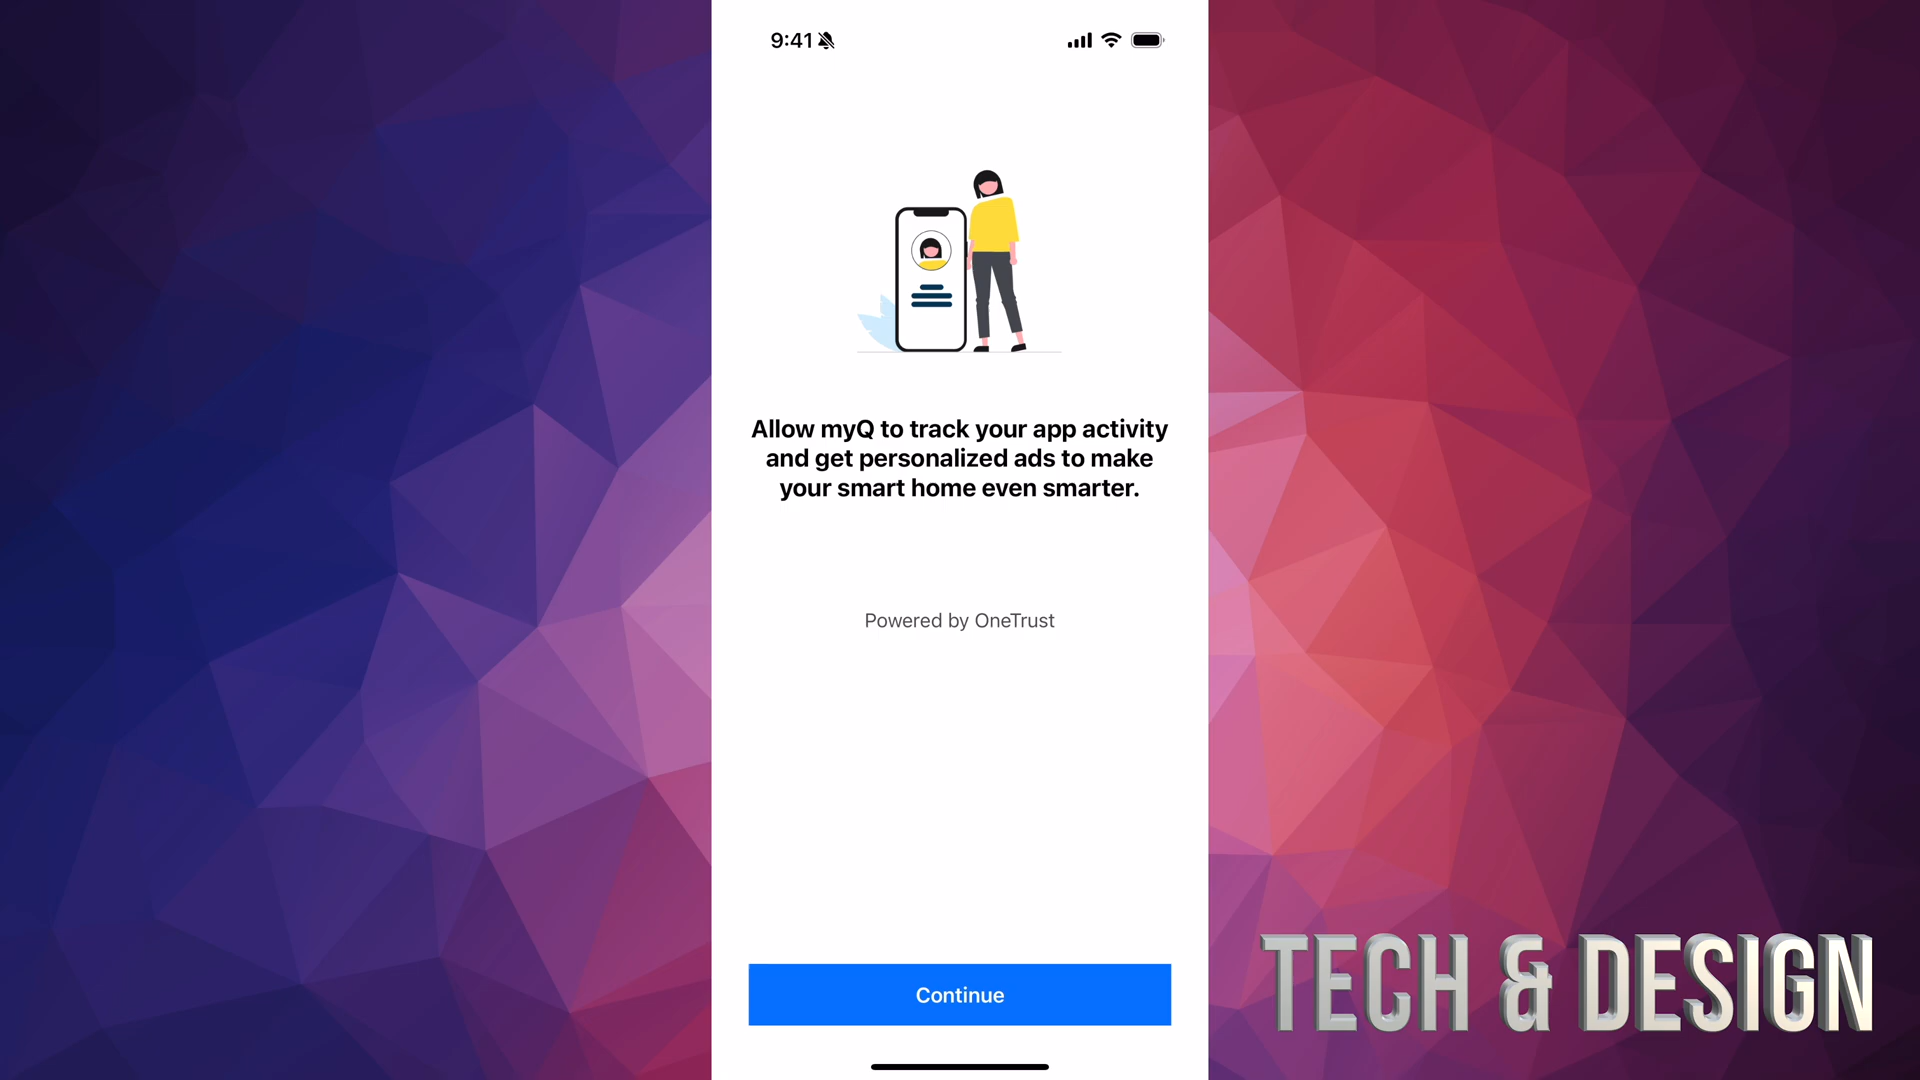 9:41
Allow myQ to track your app activity
and get personalized ads to make
your smart home even smarter.
Powered by OneTrust
Continue
TECH & DESIGN